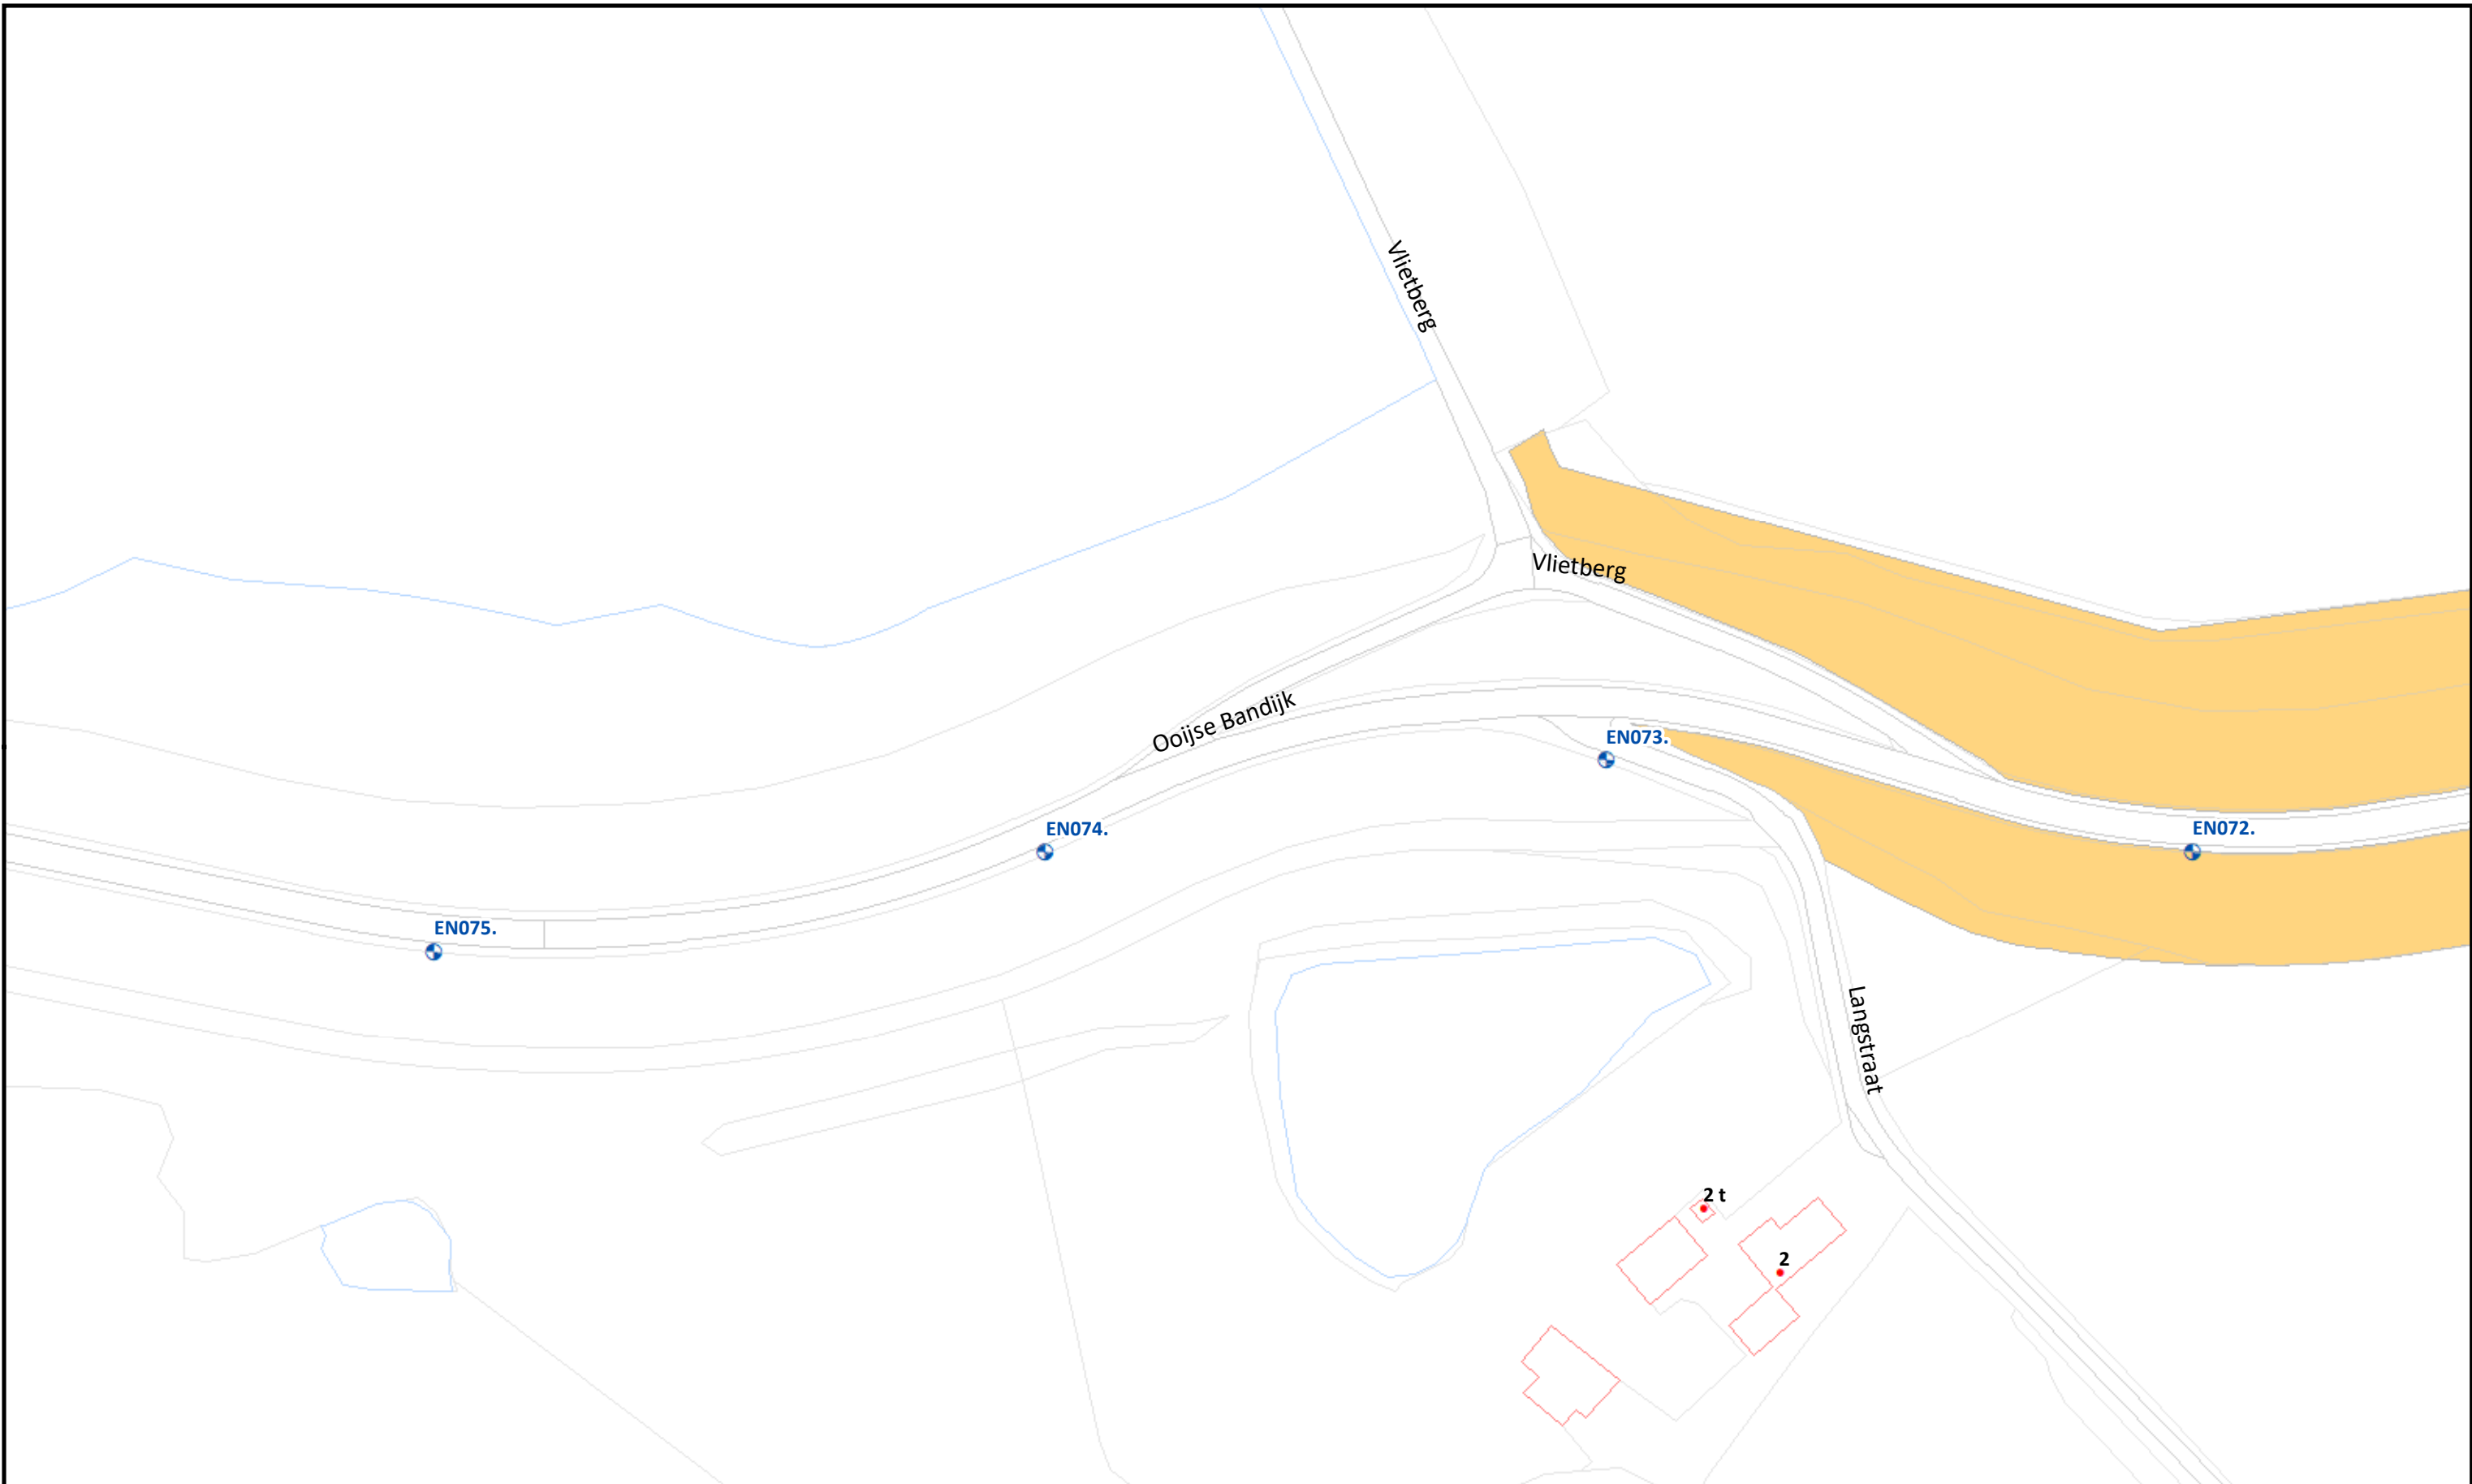 Vlietberg
Vlietberg
Ooijse Bandijk
EN073.
EN074.
EN072.
EN075.
Langstraat
2 t
2